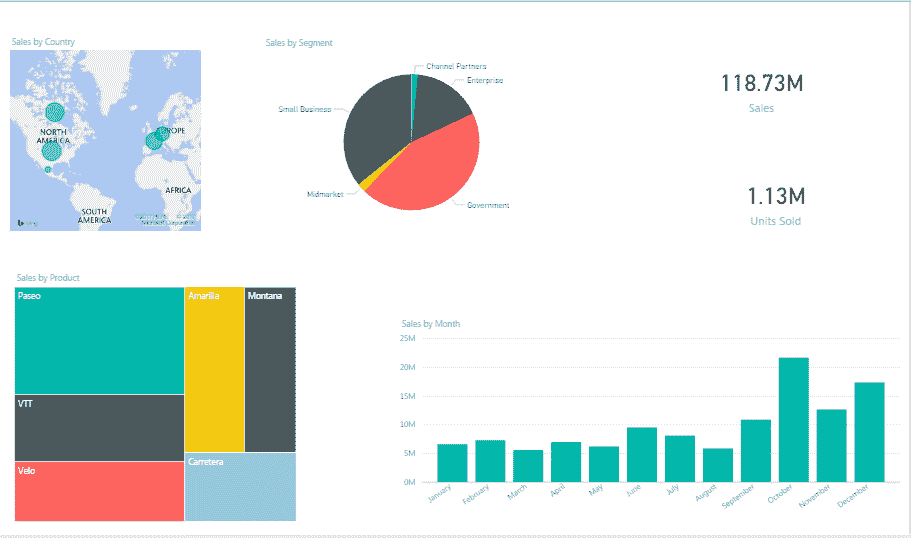 Sales by Country
NORTH
AMERICA
EUROPE
AFRICA
SOUTH
AMERICA
Sales by Segment
Channel Partners
Enterprise
Small Business
Midmarket
Government
118.73M
Sales
1.13M
Units Sold
Sales by Product
Paseo
Amarilla
Montana
VTT
Velo
Carretera
Sales by Month
25M
20M
15M
10M
5M
0M
January
February
March
April
May
June
July
August
September
October
November
December